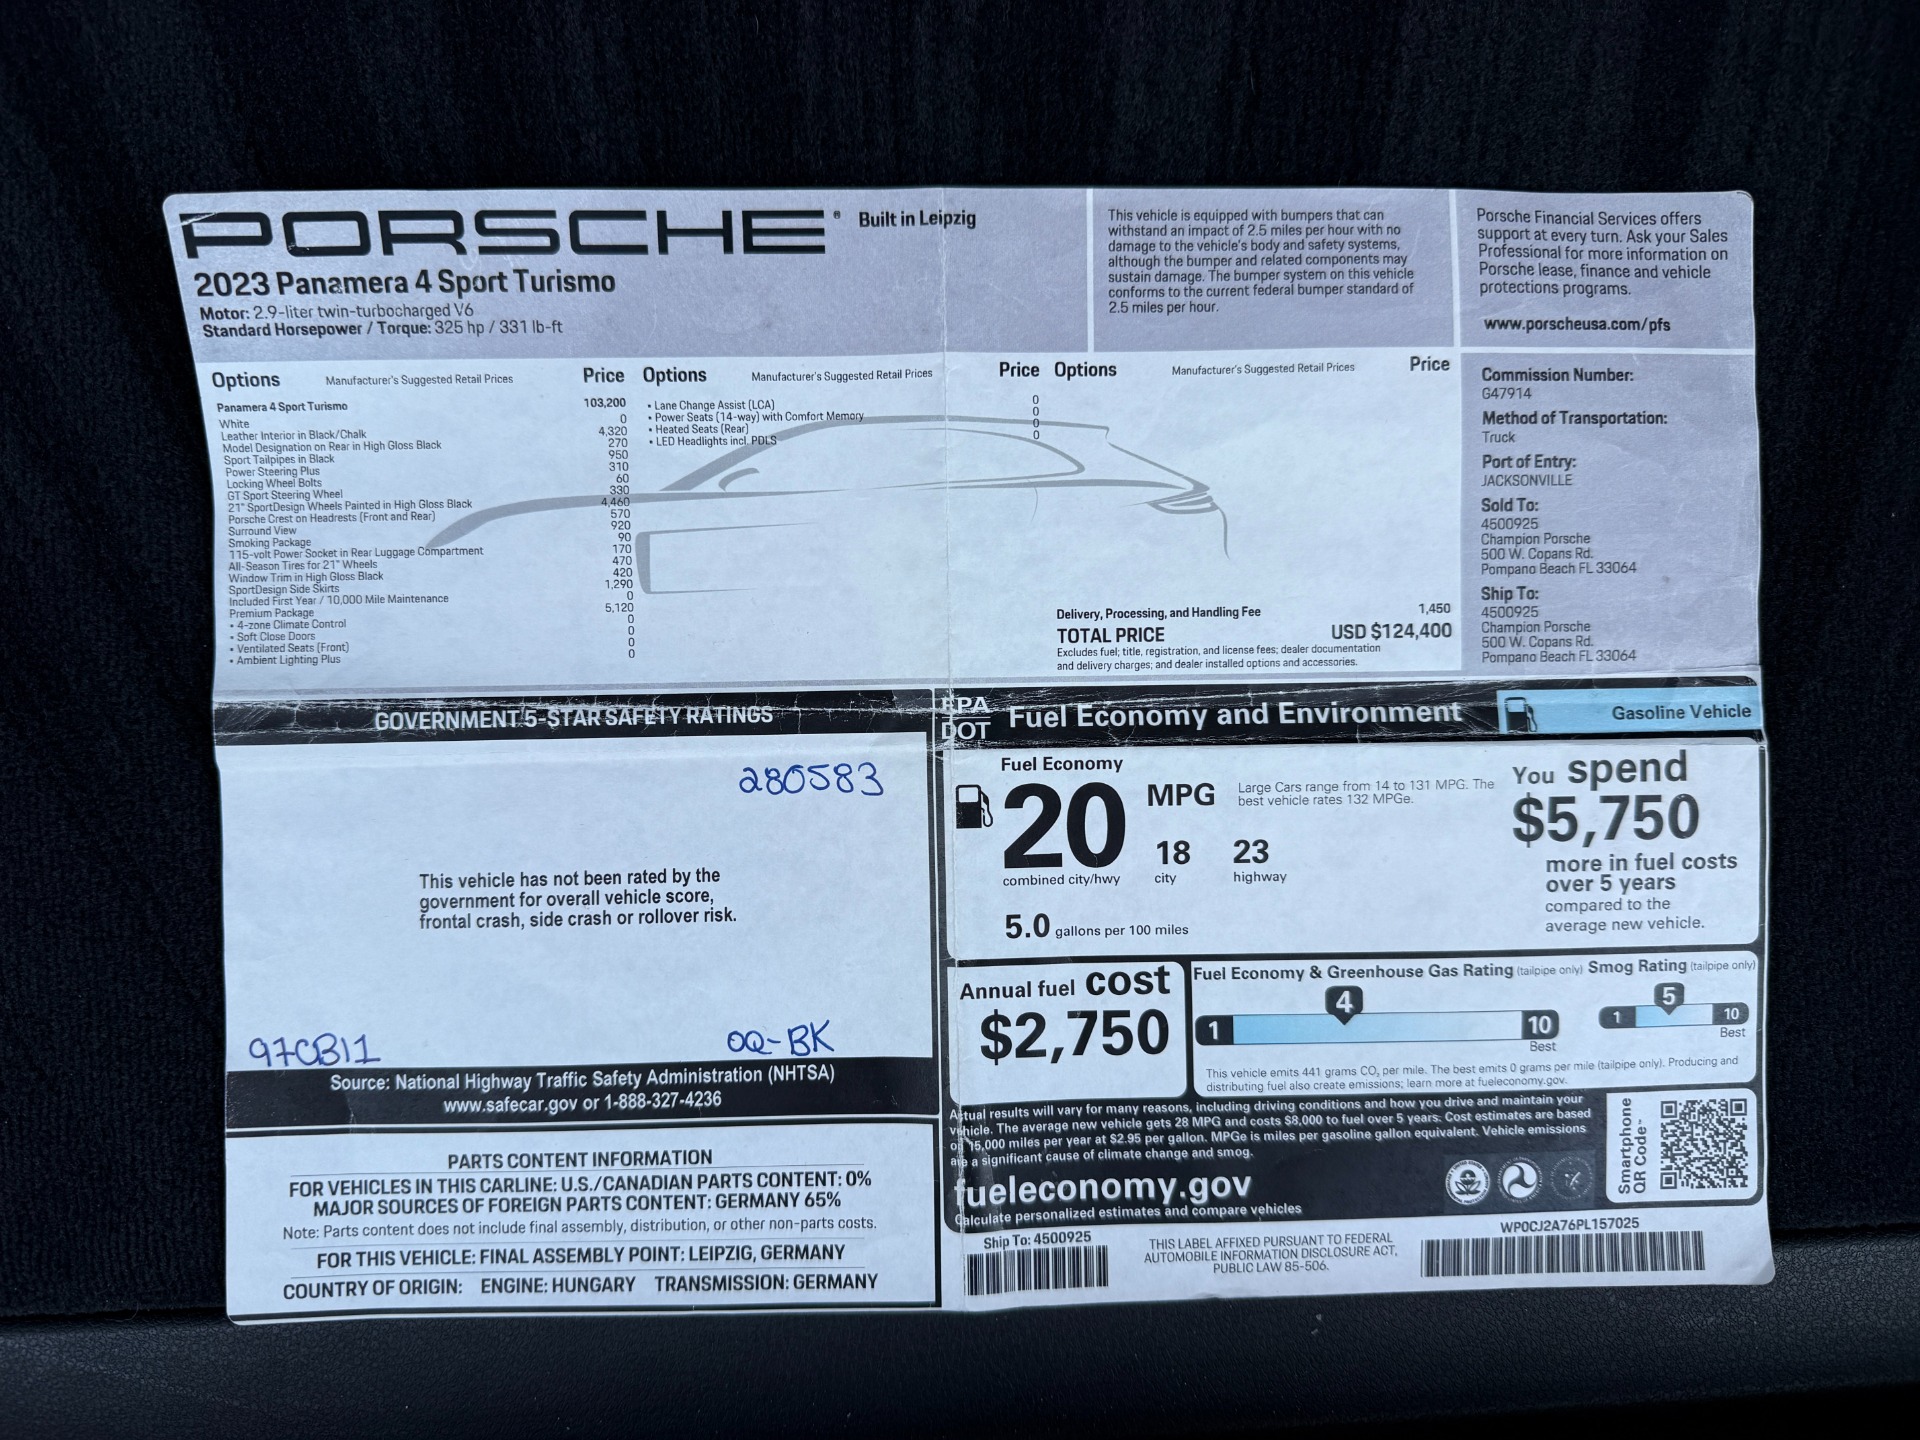 PORSCHE® Built in Leipzig
2023 Panamera 4 Sport Turismo
Motor: 2.9-liter twin-turbocharged V6
Standard Horsepower / Torque: 325 hp / 331 lb-ft
This vehicle is equipped with bumpers that can
withstand an impact of 2.5 miles per hour with no
damage to the vehicle's body and safety systems,
although the bumper and related components may
sustain damage. The bumper system on this vehicle
conforms to the current federal bumper standard of
2.5 miles per hour.
Porsche Financial Services offers
support at every turn. Ask your Sales
Professional for more information on
Porsche lease, finance and vehicle
protections programs.
www.porscheusa.com/pfs
Options Manufacturer's Suggested Retail Prices Price
Panamera 4 Sport Turismo 103,200
White 0
Leather Interior in Black/Chalk 4,320
Model Designation on Rear in High Gloss Black 270
Sport Tailpipes in Black 950
Power Steering Plus 310
Locking Wheel Bolts 60
GT Sport Steering Wheel 330
21" SportDesign Wheels Painted in High Gloss Black 4,460
Porsche Crest on Headrests (Front and Rear) 570
Surround View 920
Smoking Package 90
115-volt Power Socket in Rear Luggage Compartment 170
All-Season Tires for 21" Wheels 470
Window Trim in High Gloss Black 420
SportDesign Side Skirts 1,290
Included First Year / 10,000 Mile Maintenance 0
Premium Package 5,120
• 4-zone Climate Control 0
• Soft Close Doors 0
• Ventilated Seats (Front) 0
• Ambient Lighting Plus 0
Options Manufacturer's Suggested Retail Prices Price
• Lane Change Assist (LCA) 0
• Power Seats (14-way) with Comfort Memory 0
• Heated Seats (Rear) 0
• LED Headlights incl. PDLS 0
Options Manufacturer's Suggested Retail Prices Price
Delivery, Processing, and Handling Fee 1,450
TOTAL PRICE USD $124,400
Excludes fuel; title, registration, and license fees; dealer documentation
and delivery charges; and dealer installed options and accessories.
Commission Number:
G47914
Method of Transportation:
Truck
Port of Entry:
JACKSONVILLE
Sold To:
4500925
Champion Porsche
500 W. Copans Rd.
Pompano Beach FL 33064
Ship To:
4500925
Champion Porsche
500 W. Copans Rd.
Pompano Beach FL 33064
GOVERNMENT 5-STAR SAFETY RATINGS
280583
This vehicle has not been rated by the
government for overall vehicle score,
frontal crash, side crash or rollover risk.
97CB11 0Q-BK
Source: National Highway Traffic Safety Administration (NHTSA)
www.safecar.gov or 1-888-327-4236
PARTS CONTENT INFORMATION
FOR VEHICLES IN THIS CARLINE: U.S./CANADIAN PARTS CONTENT: 0%
MAJOR SOURCES OF FOREIGN PARTS CONTENT: GERMANY 65%
Note: Parts content does not include final assembly, distribution, or other non-parts costs.
FOR THIS VEHICLE: FINAL ASSEMBLY POINT: LEIPZIG, GERMANY
COUNTRY OF ORIGIN: ENGINE: HUNGARY TRANSMISSION: GERMANY
EPA
DOT
Fuel Economy and Environment
Gasoline Vehicle
Fuel Economy
20 MPG
combined city/hwy
18
city
23
highway
Large Cars range from 14 to 131 MPG. The
best vehicle rates 132 MPGe.
5.0 gallons per 100 miles
You spend
$5,750
more in fuel costs
over 5 years
compared to the
average new vehicle.
Annual fuel cost
$2,750
Fuel Economy & Greenhouse Gas Rating (tailpipe only)
4
1 10
Best
Smog Rating (tailpipe only)
5
1 10
Best
This vehicle emits 441 grams CO₂ per mile. The best emits 0 grams per mile (tailpipe only). Producing and
distributing fuel also create emissions; learn more at fueleconomy.gov.
Actual results will vary for many reasons, including driving conditions and how you drive and maintain your
vehicle. The average new vehicle gets 28 MPG and costs $8,000 to fuel over 5 years. Cost estimates are based
on 15,000 miles per year at $2.95 per gallon. MPGe is miles per gasoline gallon equivalent. Vehicle emissions
are a significant cause of climate change and smog.
fueleconomy.gov
Calculate personalized estimates and compare vehicles
Smartphone
QR Code™
Ship To: 4500925
THIS LABEL AFFIXED PURSUANT TO FEDERAL
AUTOMOBILE INFORMATION DISCLOSURE ACT,
PUBLIC LAW 85-506.
WP0CJ2A76PL157025